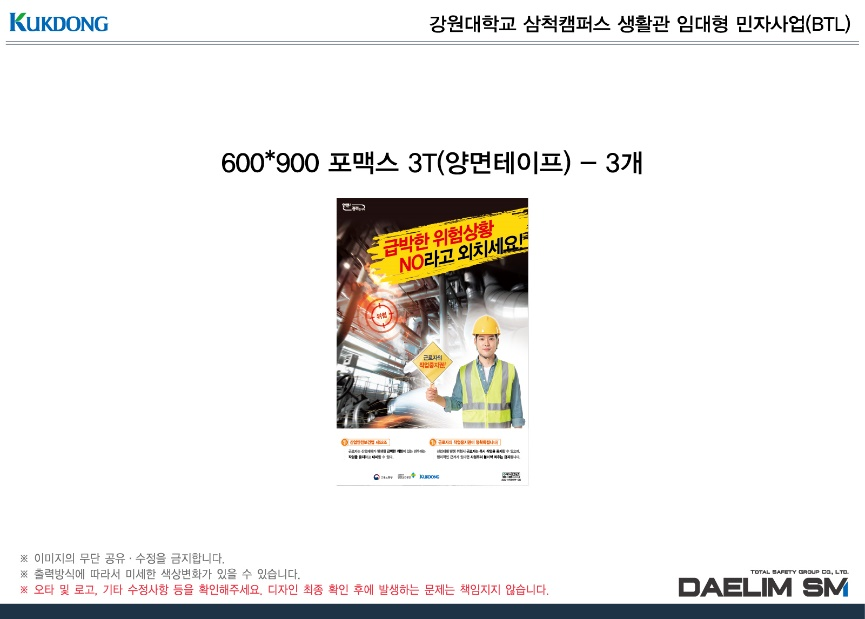 KUKDONG
강원대학교 삼척캠퍼스 생활관 임대형 민자사업(BTL)
600*900 포맥스 3T(양면테이프) – 3개
급박한 위험상황
NO라고 외치세요!
위험
근로자의
작업중지권!
KUKDONG
※ 이미지의 무단 공유 · 수정을 금지합니다.
※ 출력방식에 따라서 미세한 색상변화가 있을 수 있습니다.
※ 오타 및 로고, 기타 수정사항 등을 확인해주세요. 디자인 최종 확인 후에 발생하는 문제는 책임지지 않습니다.
TOTAL SAFETY GROUP CO., LTD.
DAELIM SM